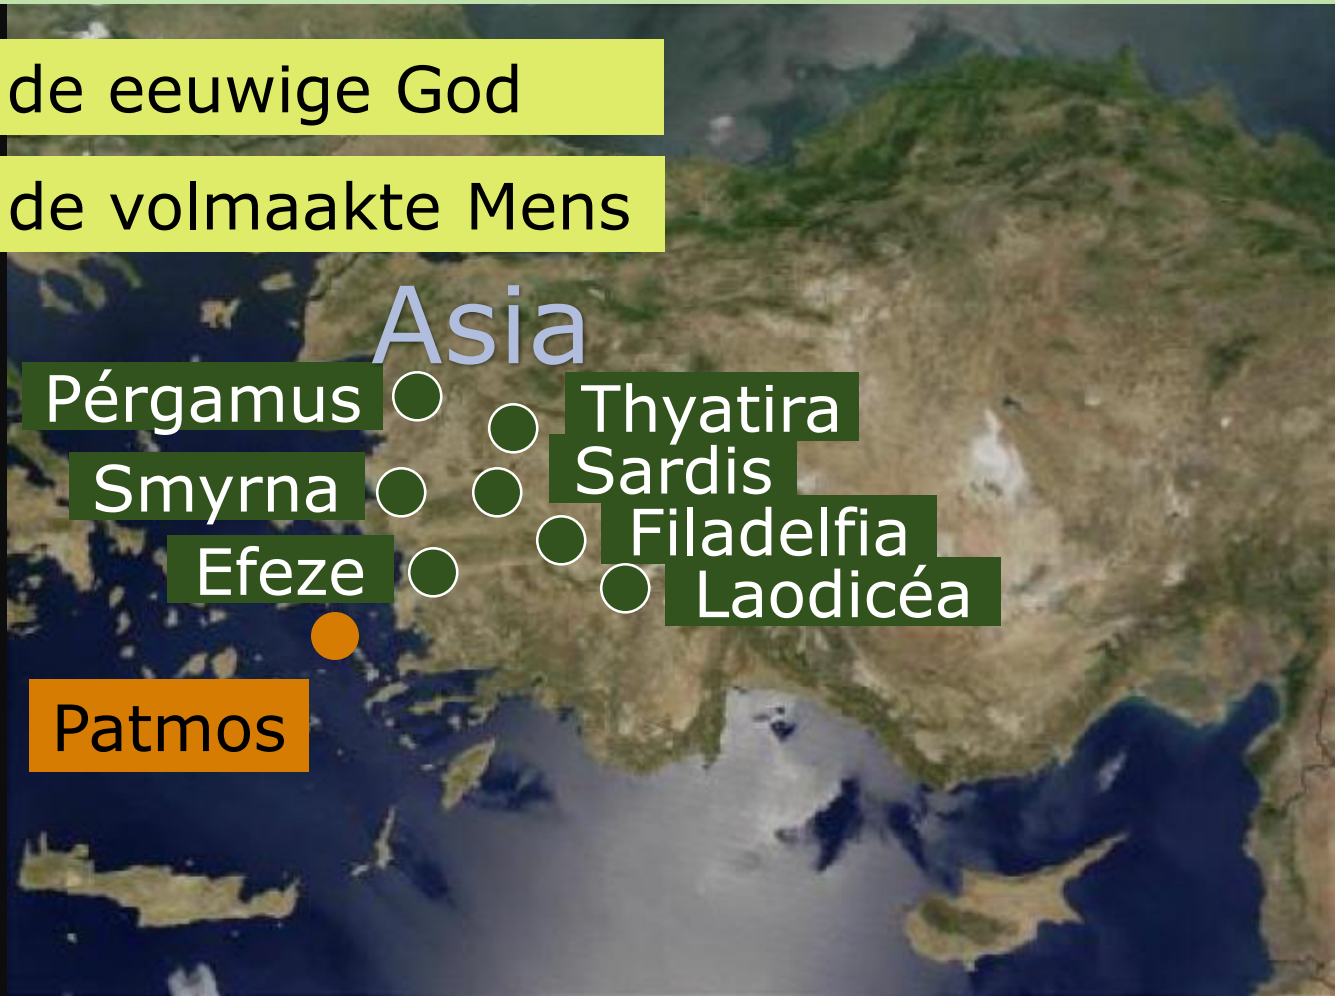 de eeuwige God
de volmaakte Mens
Asia
Pérgamus
Thyatira
Smyrna
Sardis
Filadelfia
Efeze
Laodicéa
Patmos